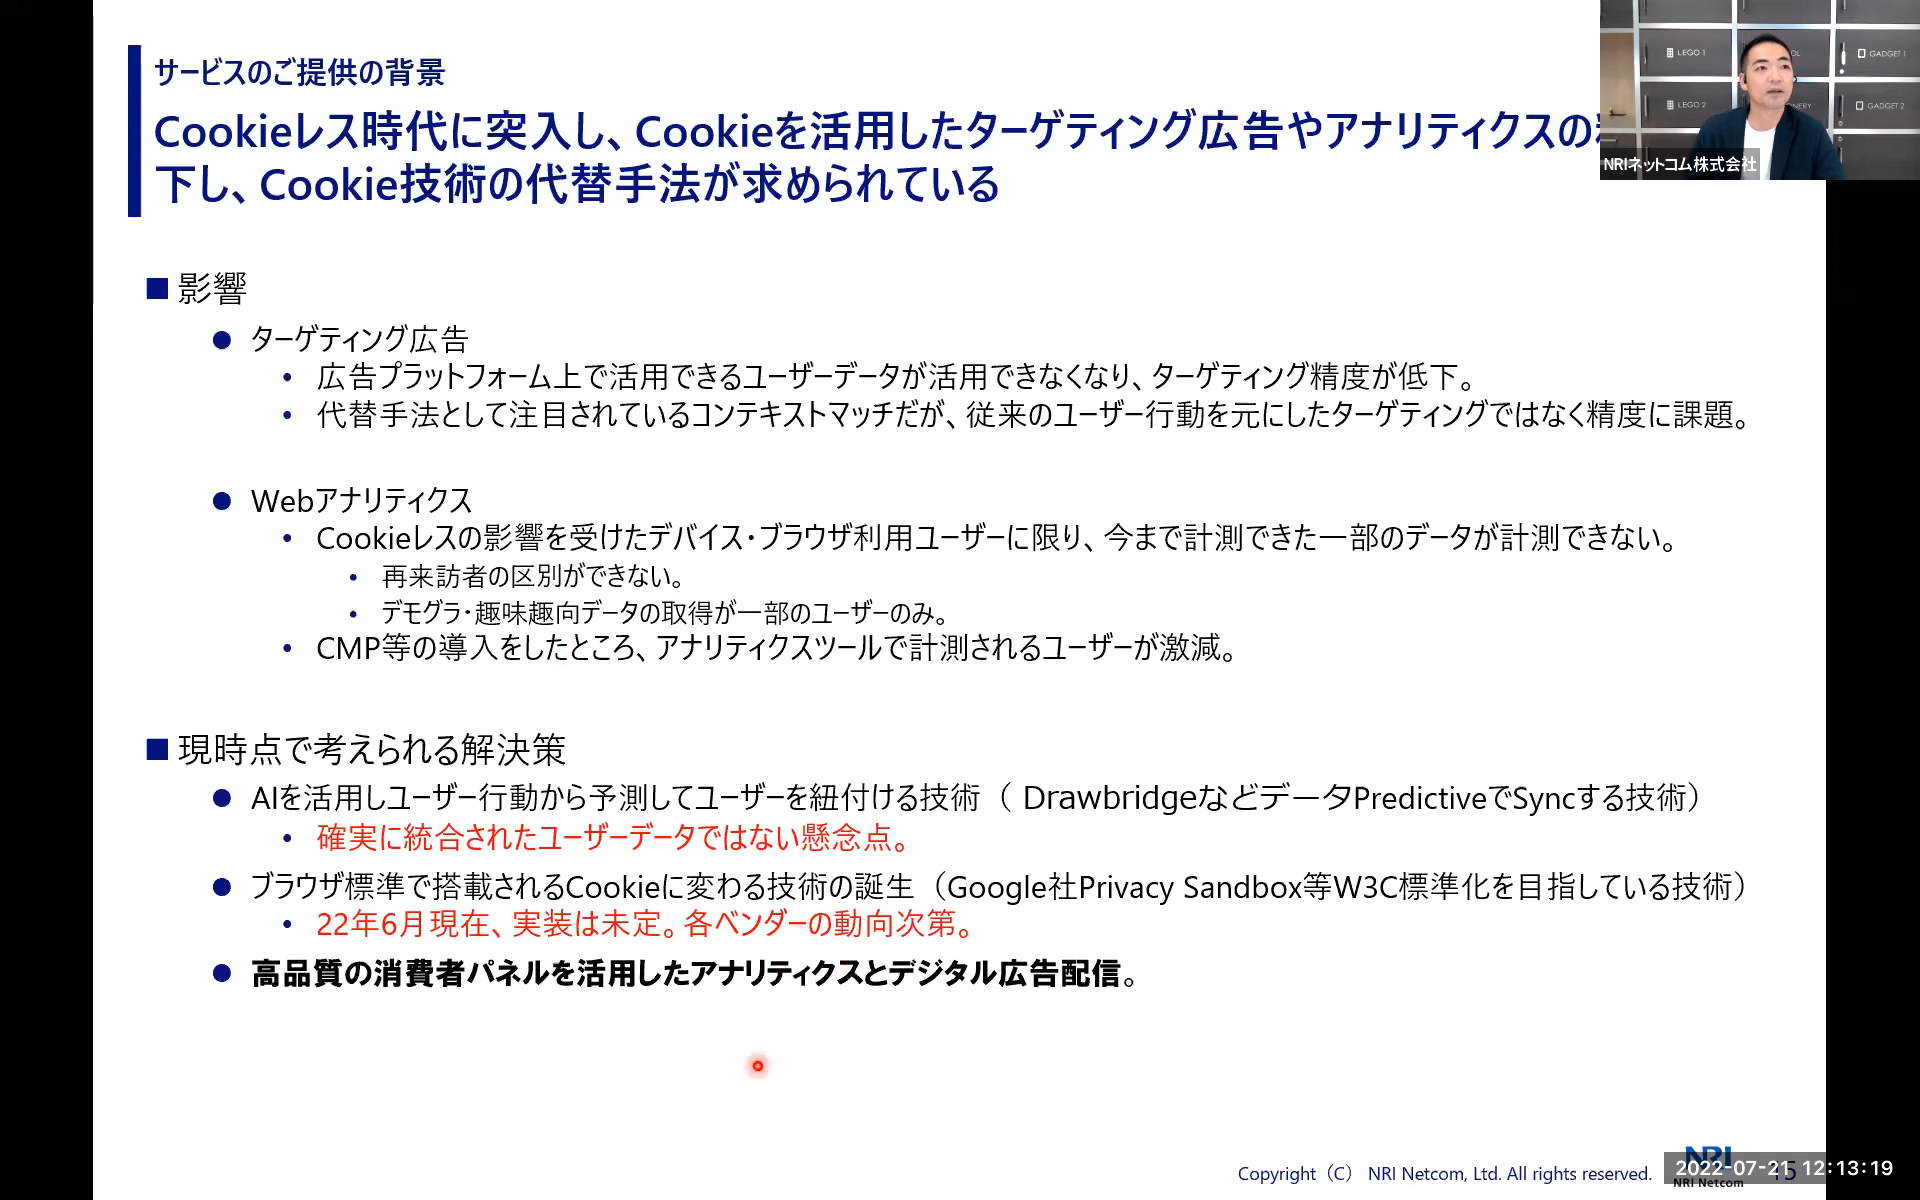 サービスのご提供の背景
Cookieレス時代に突入し、Cookieを活用したターゲティング広告やアナリティクスの
下し、Cookie技術の代替手法が求められている
LEGO 1
GADGET 1
LEGO 2
GADGET 2
NRIネットコム株式会社
■影響
● ターゲティング広告
• 広告プラットフォーム上で活用できるユーザーデータが活用できなくなり、ターゲティング精度が低下。
• 代替手法として注目されているコンテキストマッチだが、従来のユーザー行動を元にしたターゲティングではなく精度に課題。
● Webアナリティクス
• Cookieレスの影響を受けたデバイス・ブラウザ利用ユーザーに限り、今まで計測できた一部のデータが計測できない。
• 再来訪者の区別ができない。
• デモグラ・趣味趣向データの取得が一部のユーザーのみ。
• CMP等の導入をしたところ、アナリティクスツールで計測されるユーザーが激減。
■現時点で考えられる解決策
● AIを活用しユーザー行動から予測してユーザーを紐付ける技術（ DrawbridgeなどデータPredictiveでSyncする技術）
• 確実に統合されたユーザーデータではない懸念点。
● ブラウザ標準で搭載されるCookieに変わる技術の誕生（Google社Privacy Sandbox等W3C標準化を目指している技術）
• 22年6月現在、実装は未定。各ベンダーの動向次第。
● 高品質の消費者パネルを活用したアナリティクスとデジタル広告配信。
Copyright（C） NRI Netcom, Ltd. All rights reserved.
NRI
NRI Netcom
2022-07-21 12:13:19